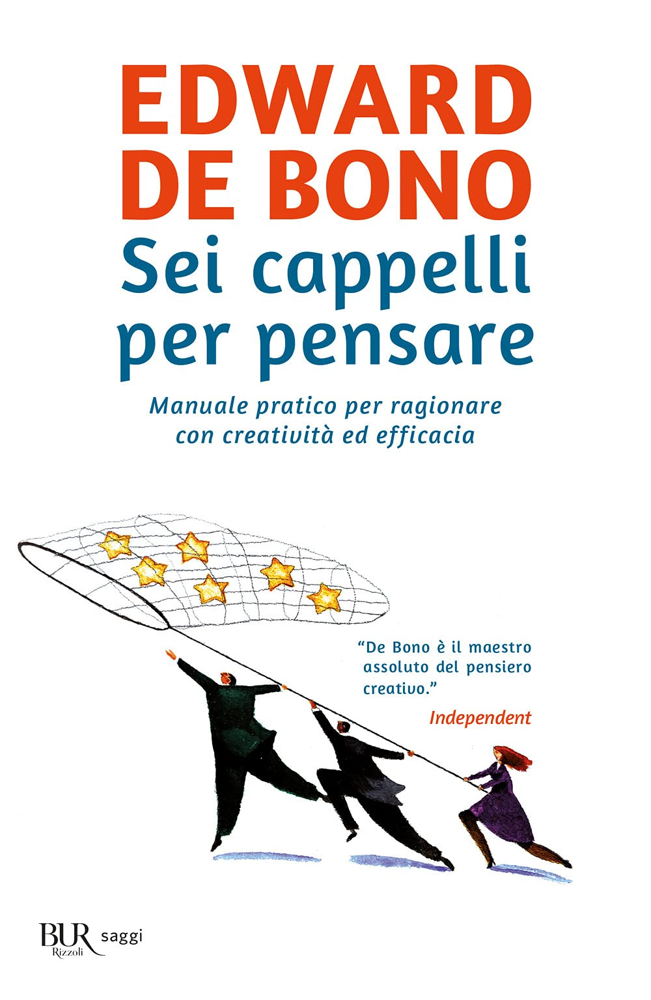 EDWARD
DE BONO
Sei cappelli
per pensare
Manuale pratico per ragionare
con creatività ed efficacia
“De Bono è il maestro
assoluto del pensiero
creativo.”
Independent
BUR saggi
Rizzoli